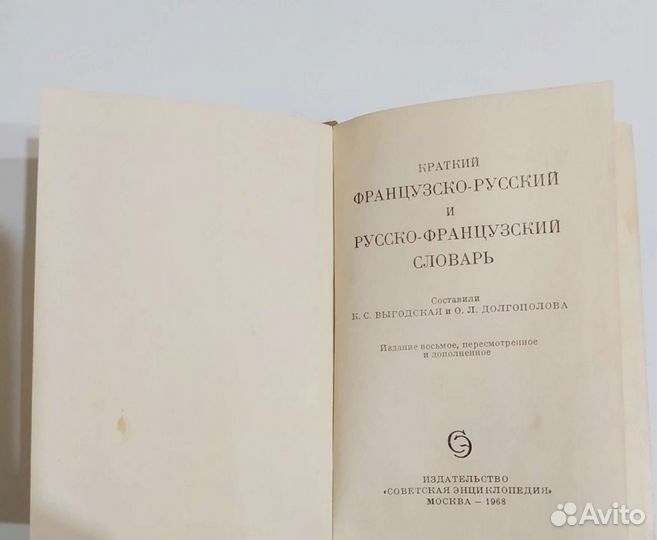 КРАТКИЙ
ФРАНЦУЗСКО-РУССКИЙ
И
РУССКО-ФРАНЦУЗСКИЙ
СЛОВАРЬ
Составили
К. С. ВЫГОДСКАЯ и О. Л. ДОЛГОПОЛОВА
Издание восьмое, пересмотренное
и дополненное
СЭ
ИЗДАТЕЛЬСТВО
«СОВЕТСКАЯ ЭНЦИКЛОПЕДИЯ»
МОСКВА — 1968
Avito